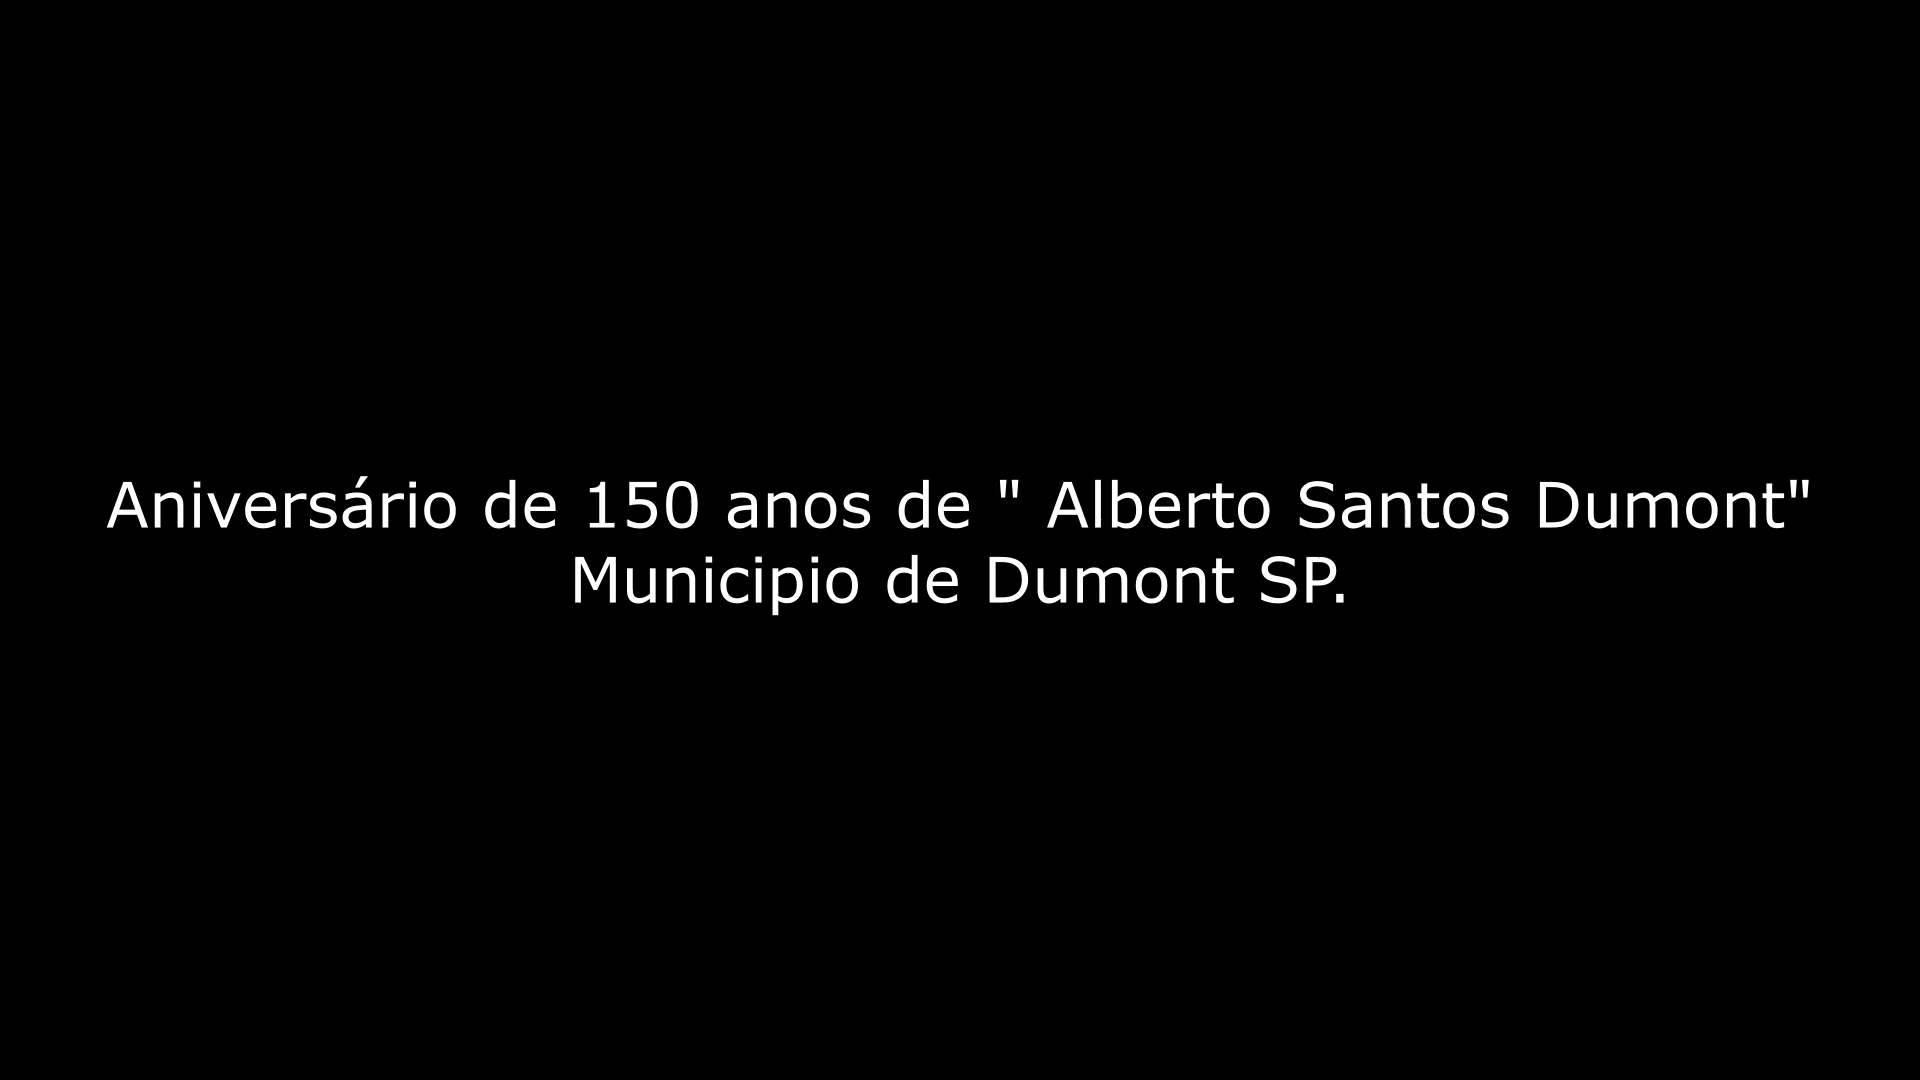 Aniversário de 150 anos de " Alberto Santos Dumont"
Municipio de Dumont SP.